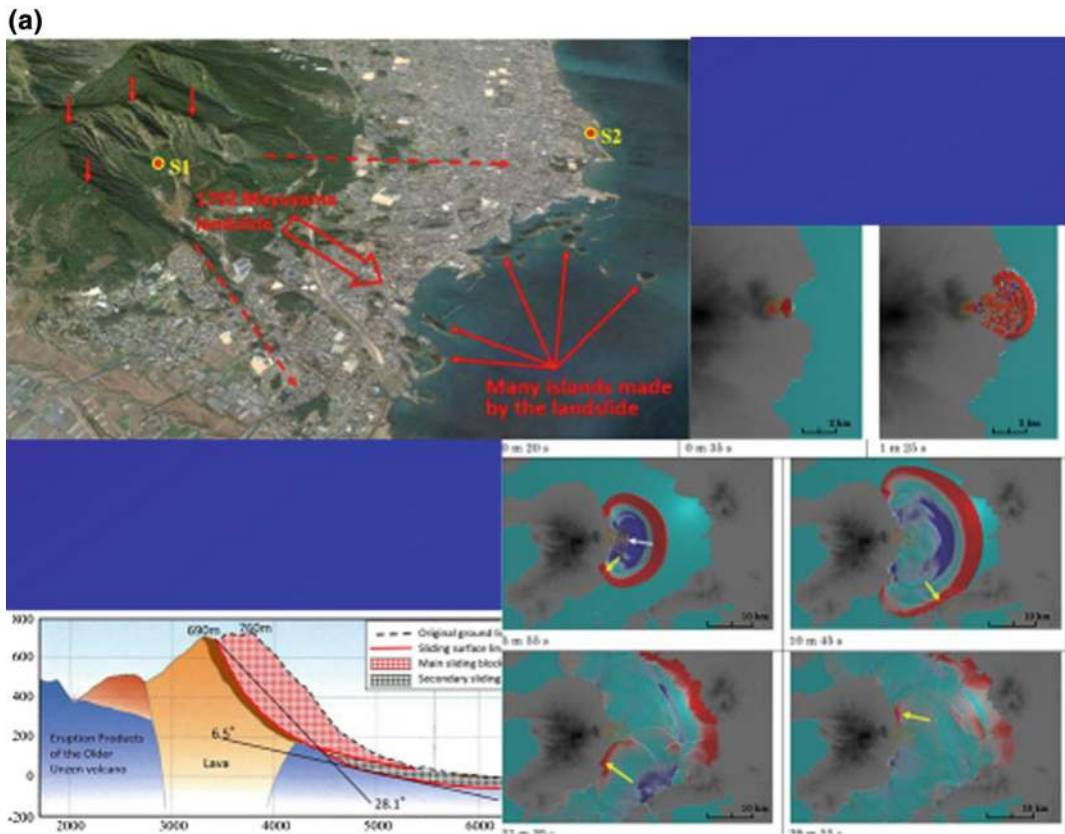 (a)
S1
S2
1792 Mayuyama
landslide
Many islands made
by the landslide
2 km
2 km
0 m 20 s
0 m 35 s
1 m 25 s
10 km
10 km
5 m 55 s
10 m 45 s
800
600
400
200
0
-200
690m
760m
Original ground li
Sliding surface lin
Main sliding block
Secondary sliding
Eruption Products
of the Older
Unzen volcano
Lava
6.5°
28.1°
2000
3000
4000
5000
6000
10 km
10 km